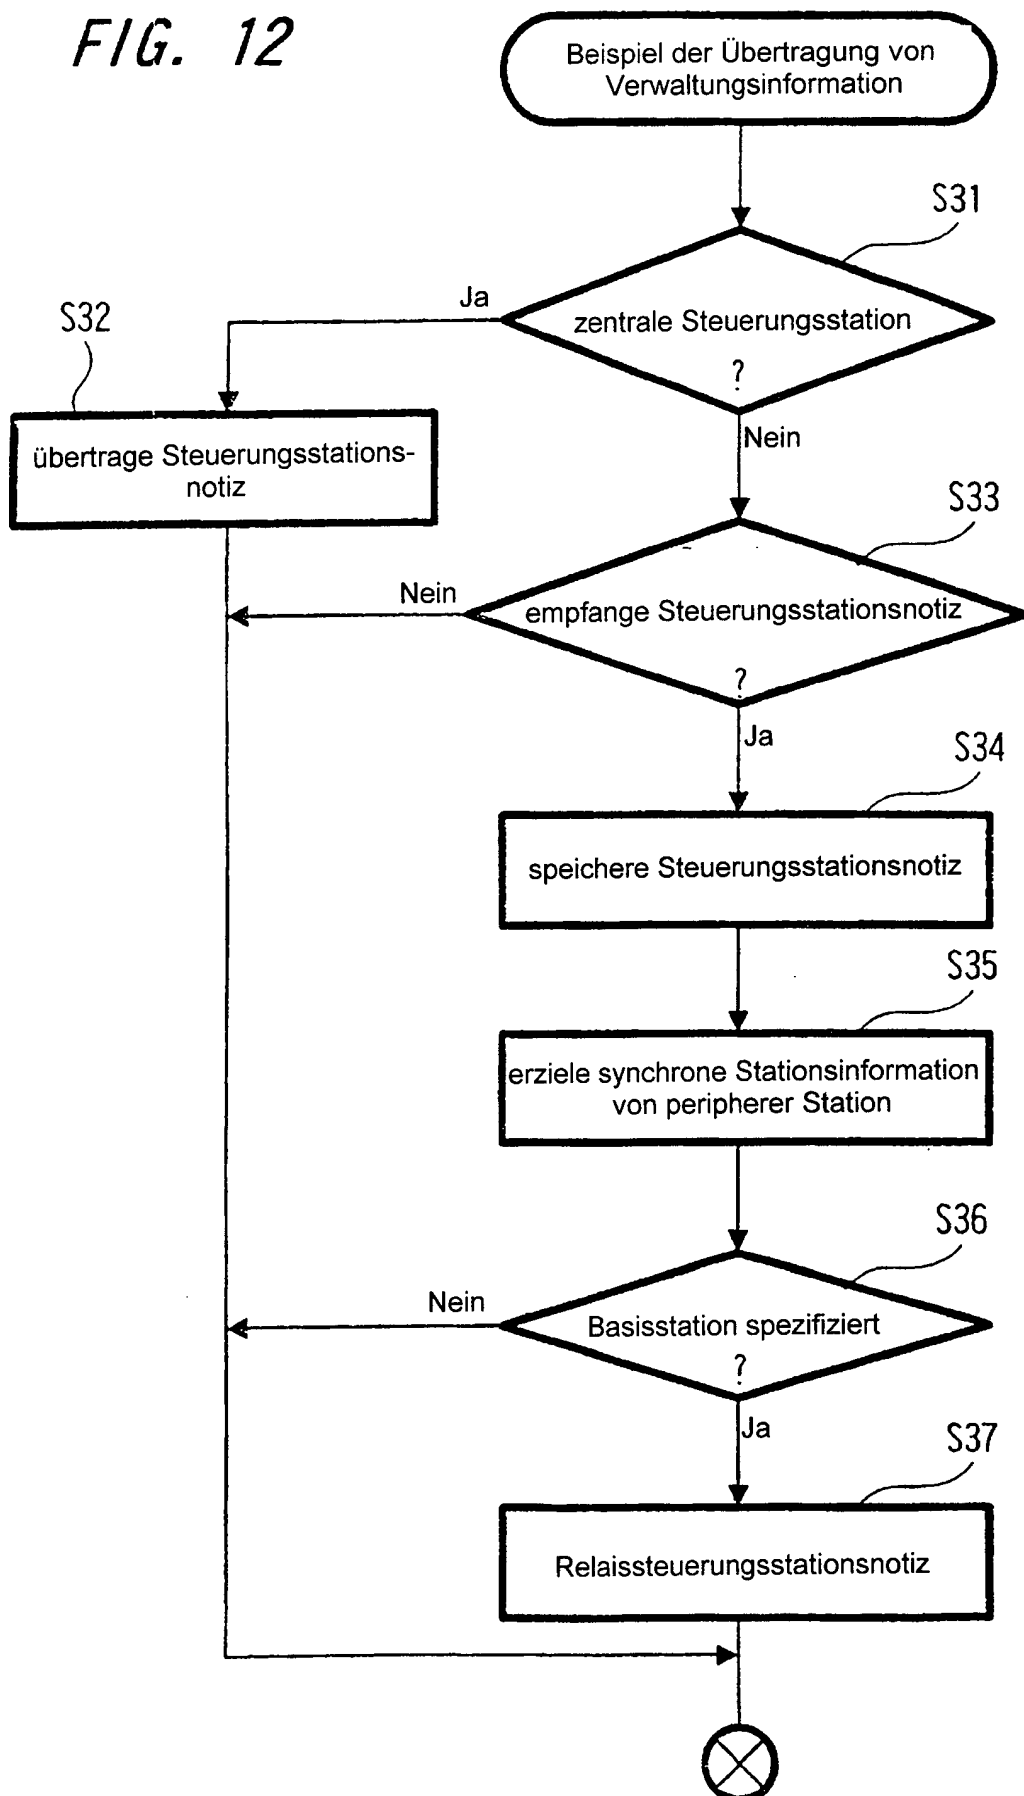 FIG. 12
Beispiel der Übertragung von
Verwaltungsinformation
S31
zentrale Steuerungsstation
?
Ja
S32
übertrage Steuerungsstations-
notiz
Nein
S33
empfange Steuerungsstationsnotiz
?
Nein
Ja
S34
speichere Steuerungsstationsnotiz
S35
erziele synchrone Stationsinformation
von peripherer Station
S36
Basisstation spezifiziert
?
Nein
Ja
S37
Relaissteuerungsstationsnotiz